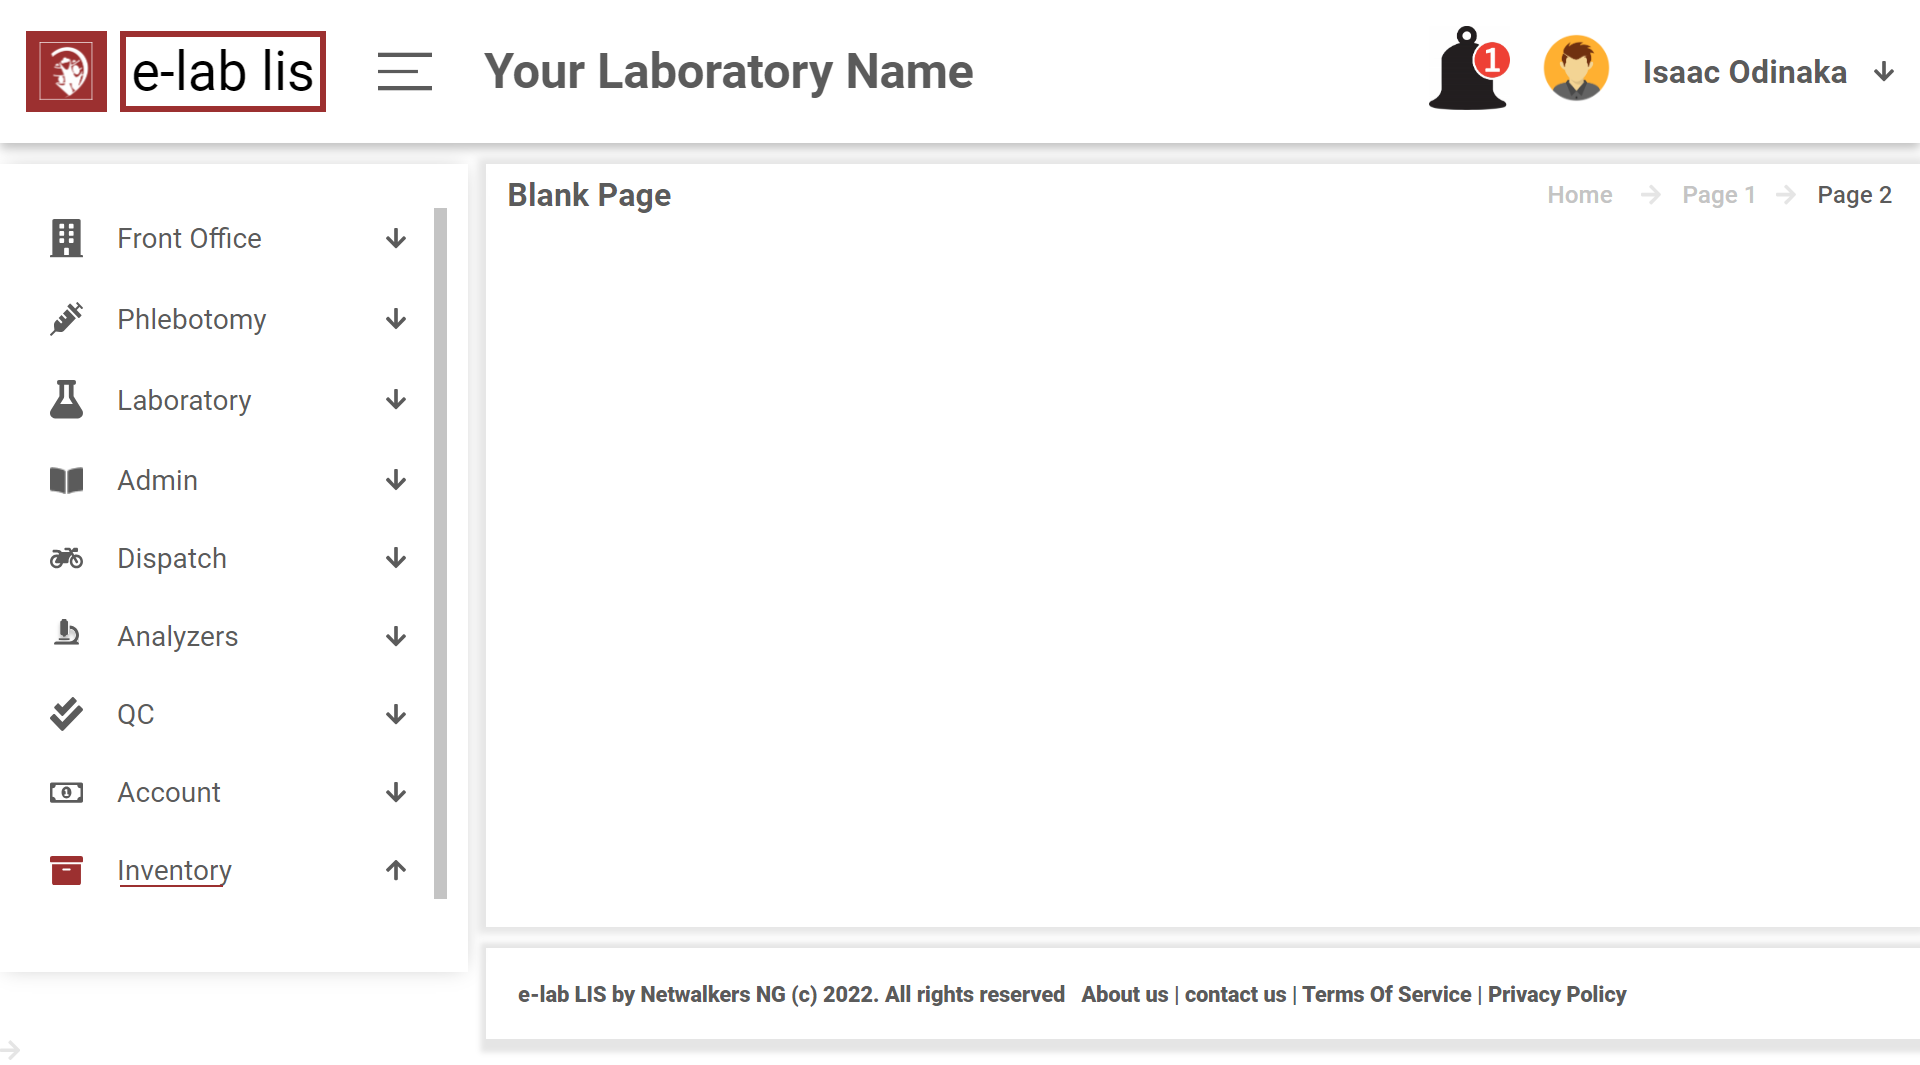 e-lab lis
Your Laboratory Name
1
Isaac Odinaka
Front Office
Phlebotomy
Laboratory
Admin
Dispatch
Analyzers
QC
1
Account
Inventory
Blank Page
Home Page 1 Page 2
e-lab LIS by Netwalkers NG (c) 2022. All rights reserved About us | contact us | Terms Of Service | Privacy Policy